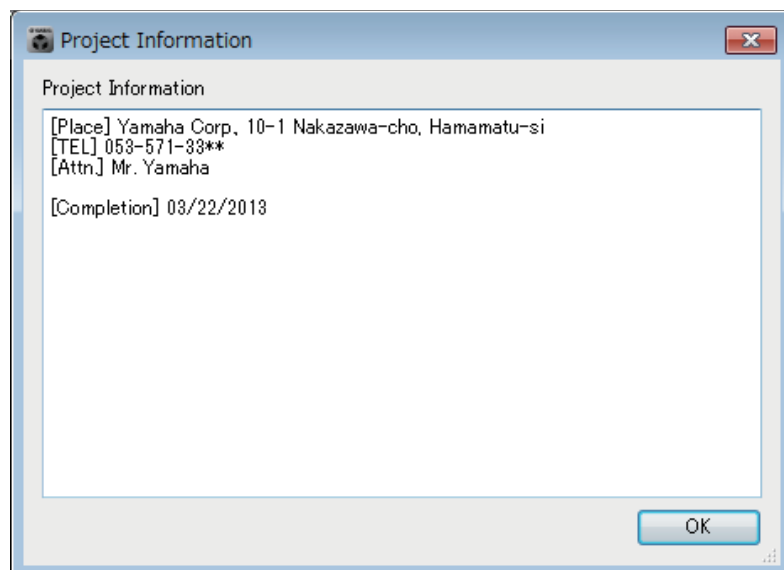 Project Information
Project Information
[Place] Yamaha Corp, 10-1 Nakazawa-cho, Hamamatu-si
[TEL] 053-571-33**
[Attn.] Mr. Yamaha
[Completion] 03/22/2013
OK